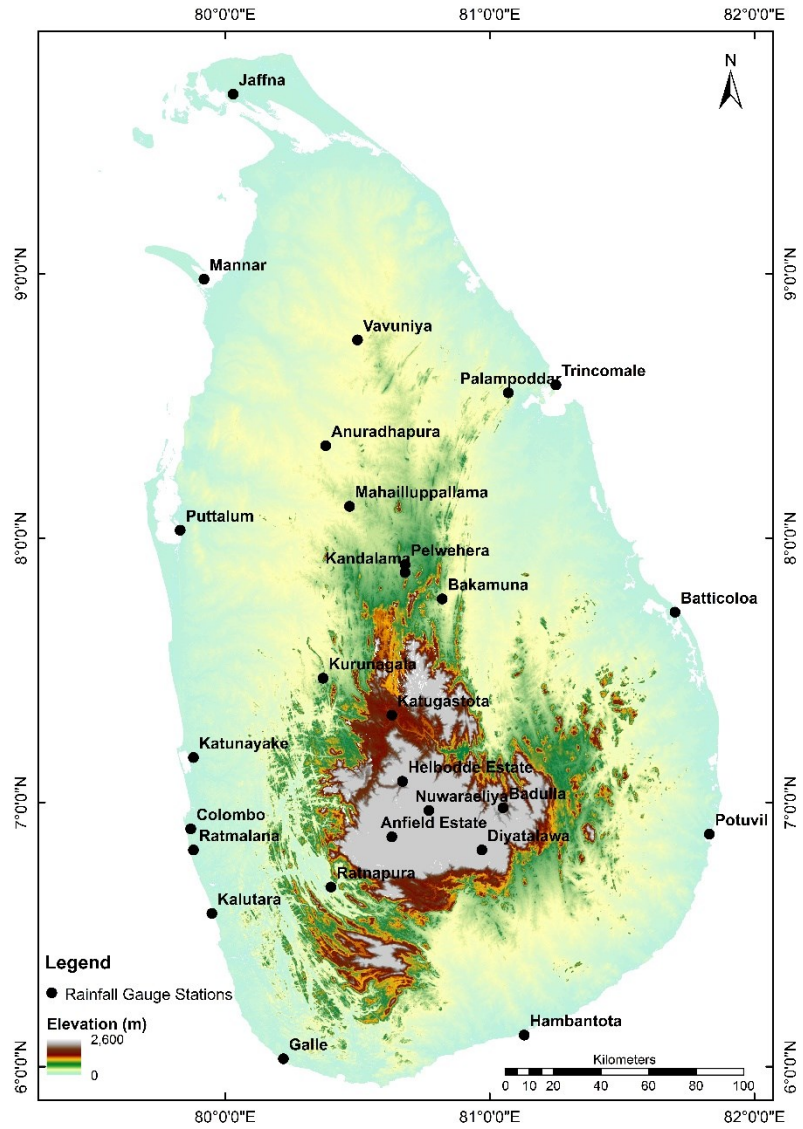 80°0'0"E
81°0'0"E
82°0'0"E
N
Jaffna
9°0'0"N
9°0'0"N
Mannar
Vavuniya
Palampoddar
Trincomale
Anuradhapura
Mahailluppallama
Puttalum
8°0'0"N
8°0'0"N
Kandalama
Pelwehera
Bakamuna
Batticoloa
Kurunagala
Katugastota
Katunayake
Helbodde Estate
Nuwaraeliya
Badulla
7°0'0"N
7°0'0"N
Colombo
Anfield Estate
Potuvil
Ratmalana
Diyatalawa
Ratnapura
Kalutara
Legend
Rainfall Gauge Stations
Elevation (m)
2,600
0
Hambantota
Galle
Kilometers
0 5 10 20 40 60 80 100
6°0'0"N
6°0'0"N
80°0'0"E
81°0'0"E
82°0'0"E